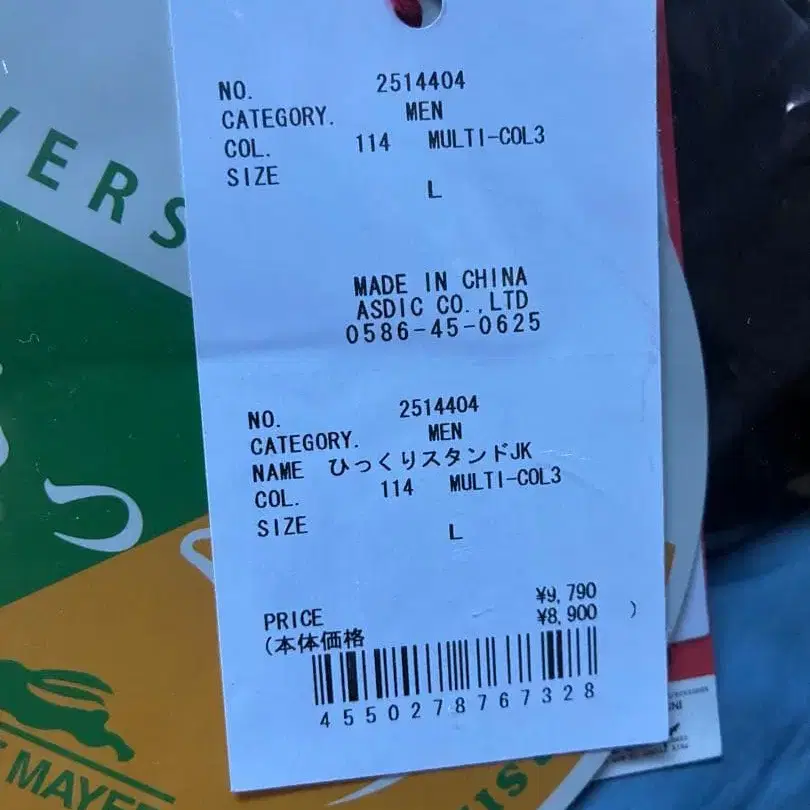 NO. 2514404
CATEGORY. MEN
COL. 114 MULTI-COL3
SIZE L
MADE IN CHINA
ASDIC CO.,LTD
0586-45-0625
NO. 2514404
CATEGORY. MEN
NAME ひっくりスタンドJK
COL. 114 MULTI-COL3
SIZE L
PRICE ¥9,790
(本体価格 ¥8,900 )
4550278767328
VERS
MAYER